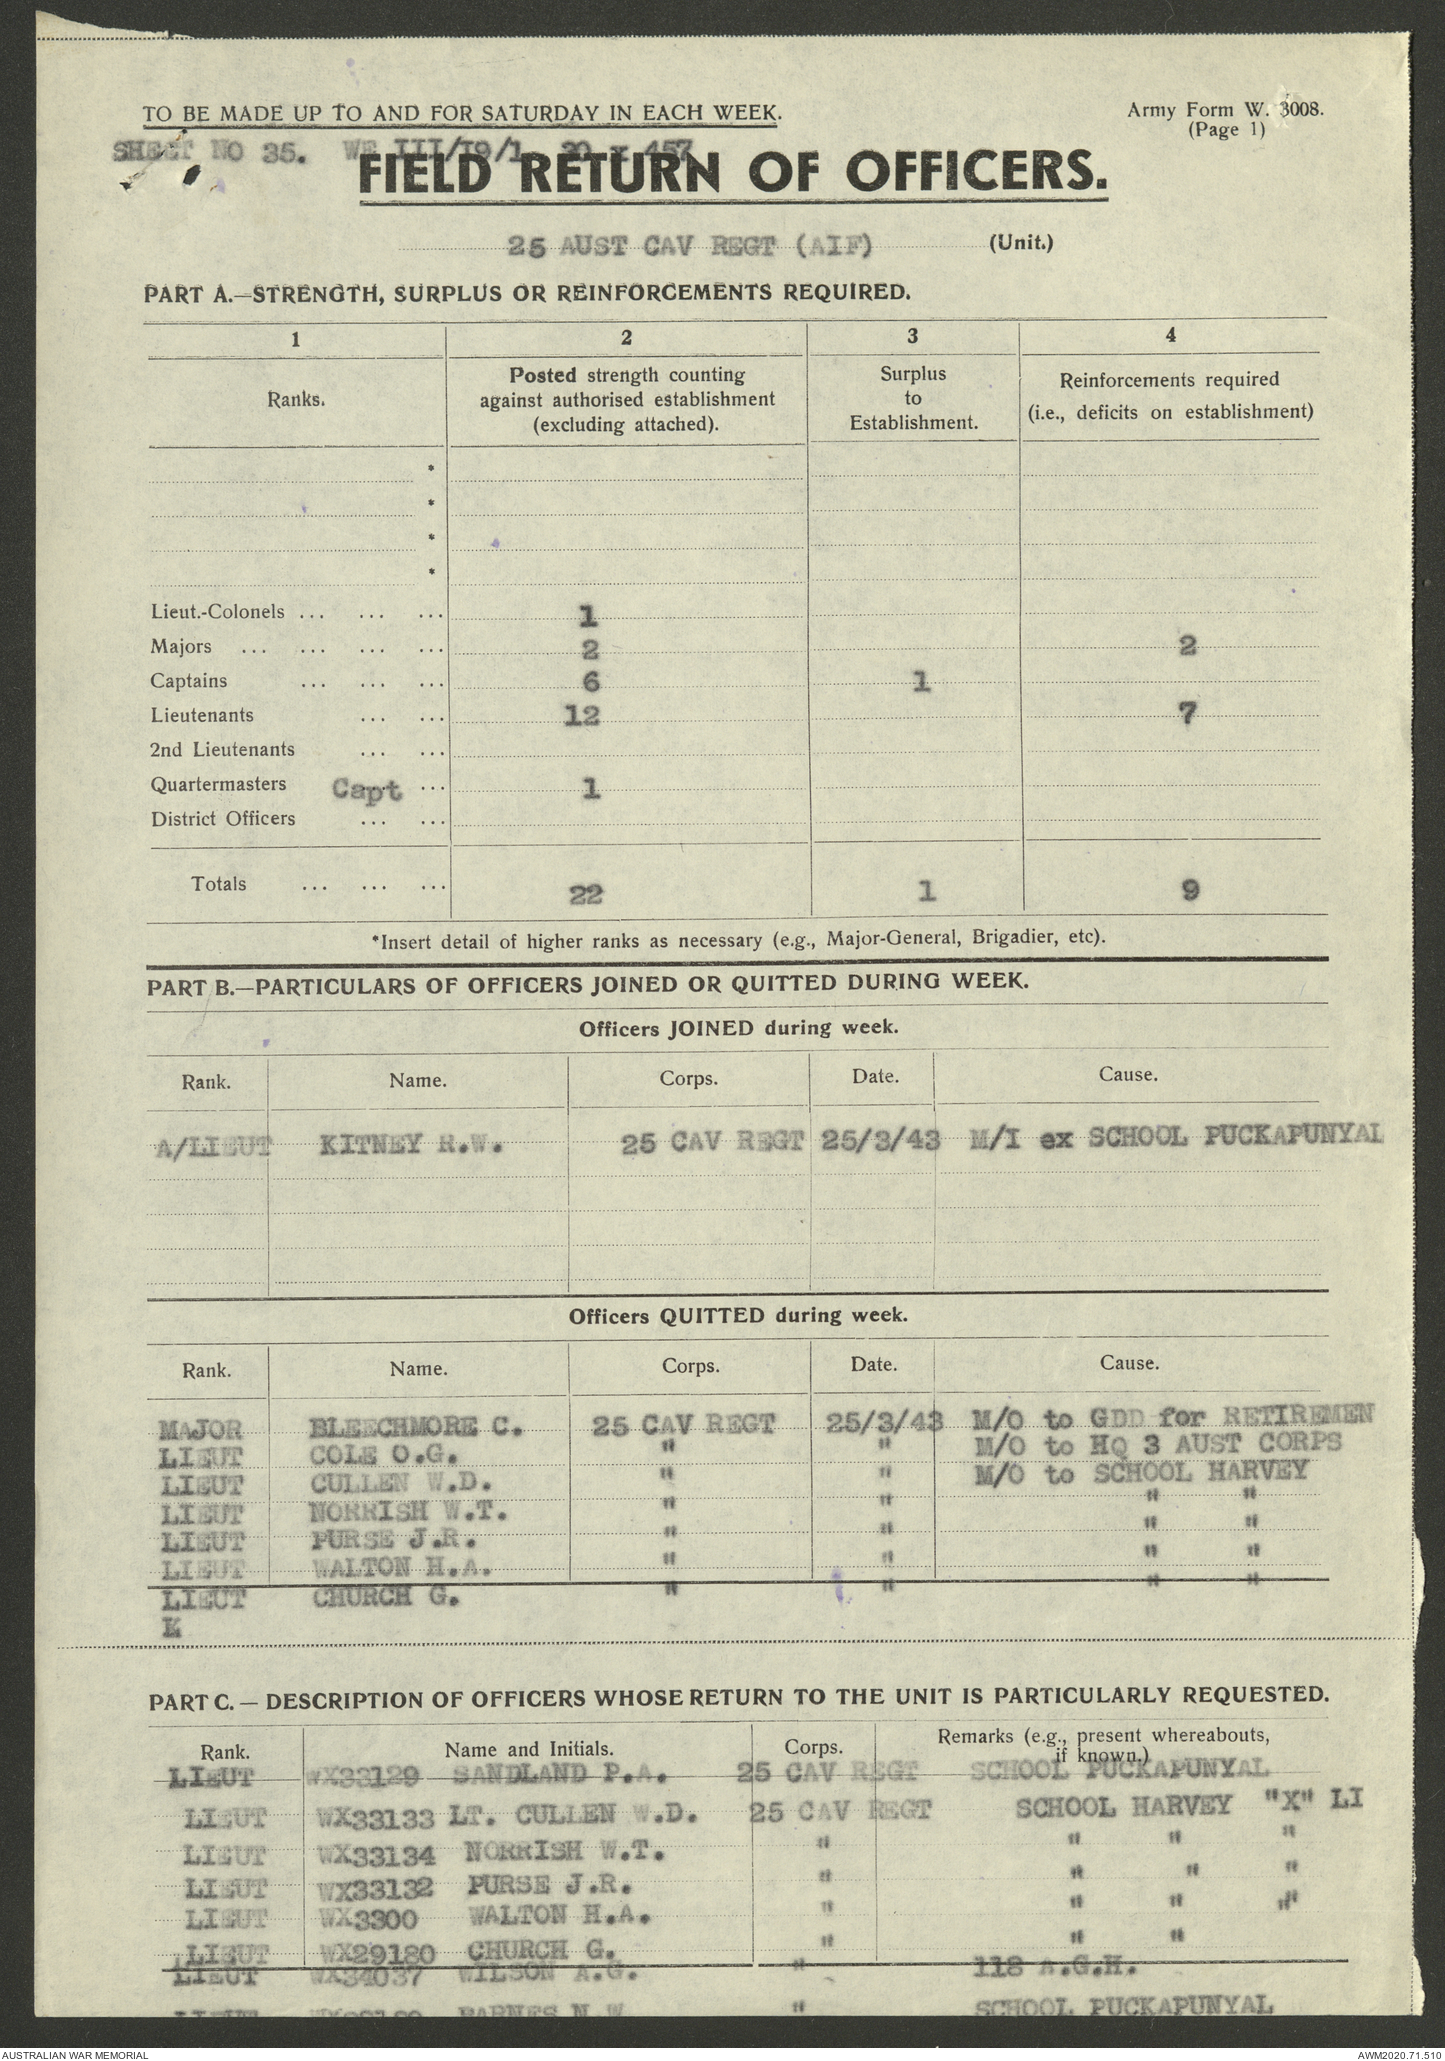 TO BE MADE UP TO AND FOR SATURDAY IN EACH WEEK.
Army Form W. 3008.
(Page 1)
SHEET NO 35. WE III/19/1
FIELD RETURN OF OFFICERS.
25 AUST CAV REGT (AIF) (Unit.)
PART A.—STRENGTH, SURPLUS OR REINFORCEMENTS REQUIRED.
1 2 3 4
Ranks. Posted strength counting against authorised establishment (excluding attached). Surplus to Establishment. Reinforcements required (i.e., deficits on establishment)
*
*
*
*
Lieut.-Colonels ... ... ... 1
Majors ... ... ... ... 2 2
Captains ... ... ... 6 1
Lieutenants ... ... 12 7
2nd Lieutenants ... ...
Quartermasters Capt ... 1
District Officers ... ...
Totals ... ... ... 22 1 9
*Insert detail of higher ranks as necessary (e.g., Major-General, Brigadier, etc).
PART B.—PARTICULARS OF OFFICERS JOINED OR QUITTED DURING WEEK.
Officers JOINED during week.
Rank. Name. Corps. Date. Cause.
A/LIEUT KITNEY R.W. 25 CAV REGT 25/3/43 M/I ex SCHOOL PUCKAPUNYAL
Officers QUITTED during week.
Rank. Name. Corps. Date. Cause.
MAJOR BLEECHMORE C. 25 CAV REGT 25/3/43 M/O to GDD for RETIREMEN
LIEUT COLE O.G. " " M/O to HQ 3 AUST CORPS
LIEUT CULLEN W.D. " " M/O to SCHOOL HARVEY
LIEUT NORRISH W.T. " " " "
LIEUT PURSE J.R. " " " "
LIEUT WALTON H.A. " " " "
LIEUT CHURCH G. " " " "
PART C. — DESCRIPTION OF OFFICERS WHOSE RETURN TO THE UNIT IS PARTICULARLY REQUESTED.
Rank. Name and Initials. Corps. Remarks (e.g., present whereabouts, if known.)
LIEUT WX33129 SANDLAND P.A. 25 CAV REGT SCHOOL PUCKAPUNYAL
LIEUT WX33133 LT. CULLEN W.D. 25 CAV REGT SCHOOL HARVEY "X" LI
LIEUT WX33134 NORRISH W.T. " " " "
LIEUT WX33132 PURSE J.R. " " " "
LIEUT WX3300 WALTON H.A. " " " "
LIEUT WX29180 CHURCH G. " " "
LIEUT WX34037 WILSON A.G. " 118 A.G.H.
LIEUT BARNES N.W " SCHOOL PUCKAPUNYAL
AUSTRALIAN WAR MEMORIAL
AWM2020.71.510